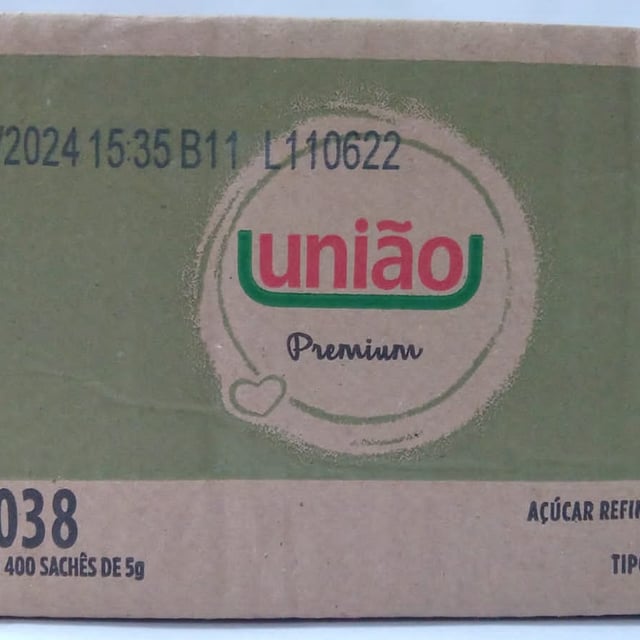 /2024 15:35 B11 L110622
união
Premium
038
400 SACHÊS DE 5g
AÇÚCAR REFIN
TIPO